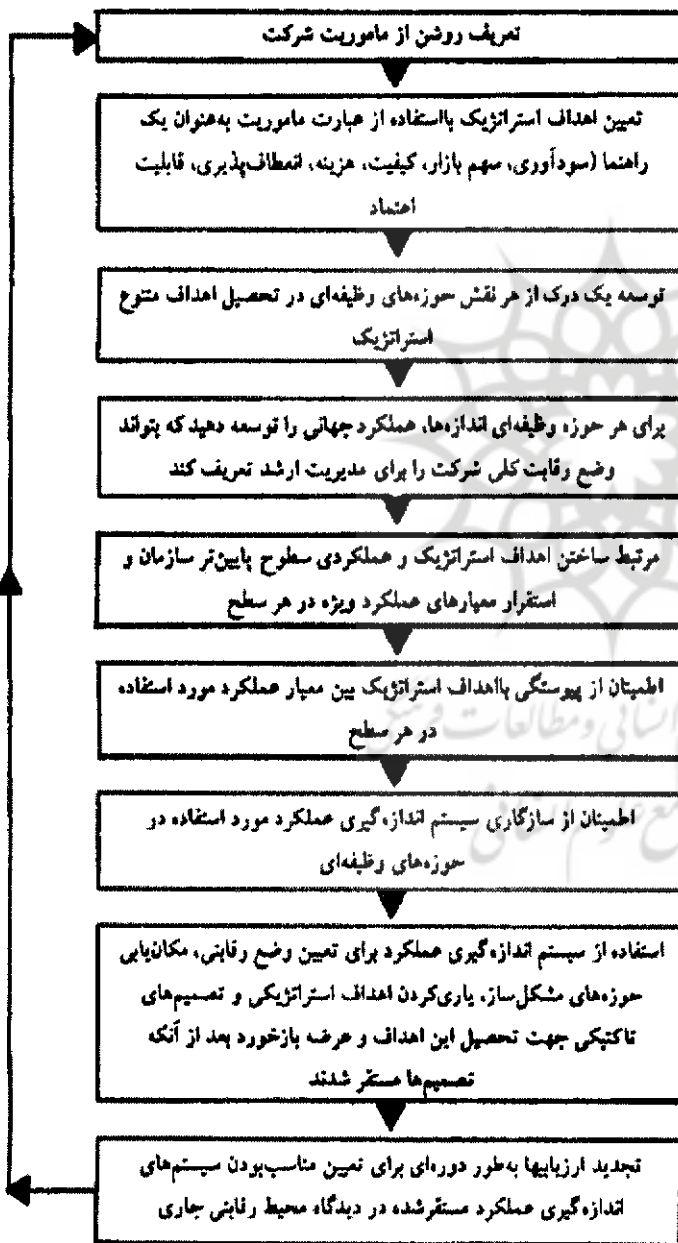 تعریف روشن از ماموریت شرکت
تعیین اهداف استراتژیک بااستفاده از عبارت ماموریت به‌عنوان یک
راهنما (سودآوری، سهم بازار، کیفیت، هزینه، انعطاف‌پذیری، قابلیت
اعتماد
توسعه یک درک از هر نقش حوزه‌های وظیفه‌ای در تحصیل اهداف متنوع
استراتژیک
برای هر حوزه وظیفه‌ای اندازه‌ها، عملکرد جهانی را توسعه دهید که بتواند
وضع رقابت کلی شرکت را برای مدیریت ارشد تعریف کند
مرتبط ساختن اهداف استراتژیک و عملکردی سطوح پایین‌تر سازمان و
استقرار معیارهای عملکرد ویژه در هر سطح
اطمینان از پیوستگی بااهداف استراتژیک بین معیار عملکرد مورد استفاده
در هر سطح
انسانی و مطالعات فرهنگی
اطمینان از سازگاری سیستم اندازه‌گیری عملکرد مورد استفاده در
حوزه‌های وظیفه‌ای
علوم انسانی
استفاده از سیستم اندازه‌گیری عملکرد برای تعیین وضع رقابتی، مکان‌یابی
حوزه‌های مشکل‌ساز، یاری‌کردن اهداف استراتژیکی و تصمیم‌های
تاکتیکی جهت تحصیل این اهداف و عرضه بازخورد بعد از آنکه
تصمیم‌ها مستقر شدند
تجدید ارزیابیها به‌طور دوره‌ای برای تعیین مناسب‌بودن سیستم‌های
اندازه‌گیری عملکرد مستقرشده در دیدگاه محیط رقابتی جاری